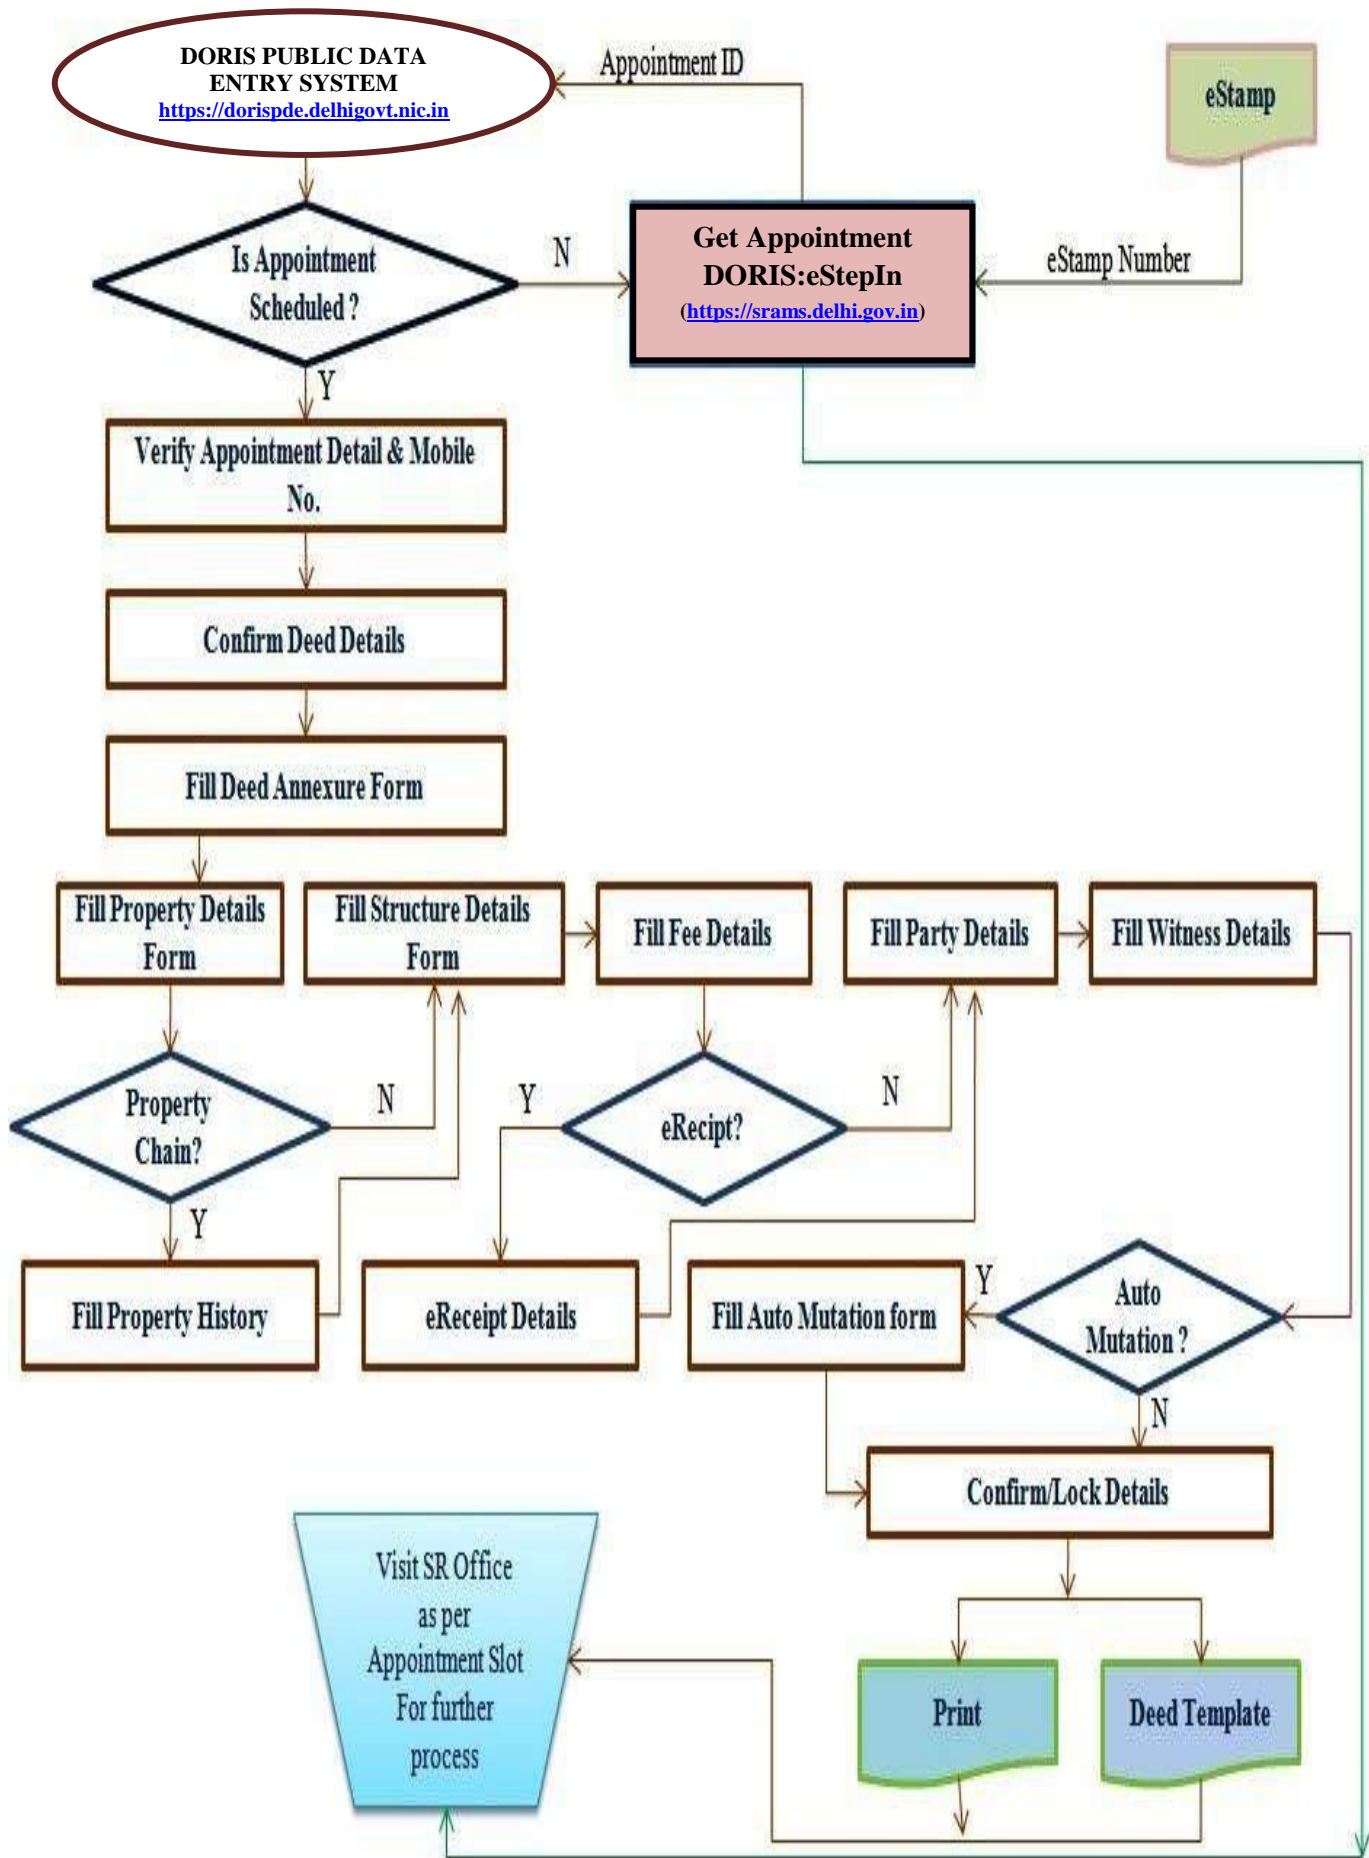 DORIS PUBLIC DATA
ENTRY SYSTEM
https://dorispde.delhigovt.nic.in
Appointment ID
eStamp
Is Appointment
Scheduled ?
N
Get Appointment
DORIS:eStepIn
(https://srams.delhi.gov.in)
eStamp Number
Y
Verify Appointment Detail & Mobile
No.
Confirm Deed Details
Fill Deed Annexure Form
Fill Property Details
Form
Fill Structure Details
Form
Fill Fee Details
Fill Party Details
Fill Witness Details
Property
Chain?
N
Y
eRecipt?
N
Y
Fill Property History
eReceipt Details
Fill Auto Mutation form
Y
Auto
Mutation ?
N
Confirm/Lock Details
Visit SR Office
as per
Appointment Slot
For further
process
Print
Deed Template